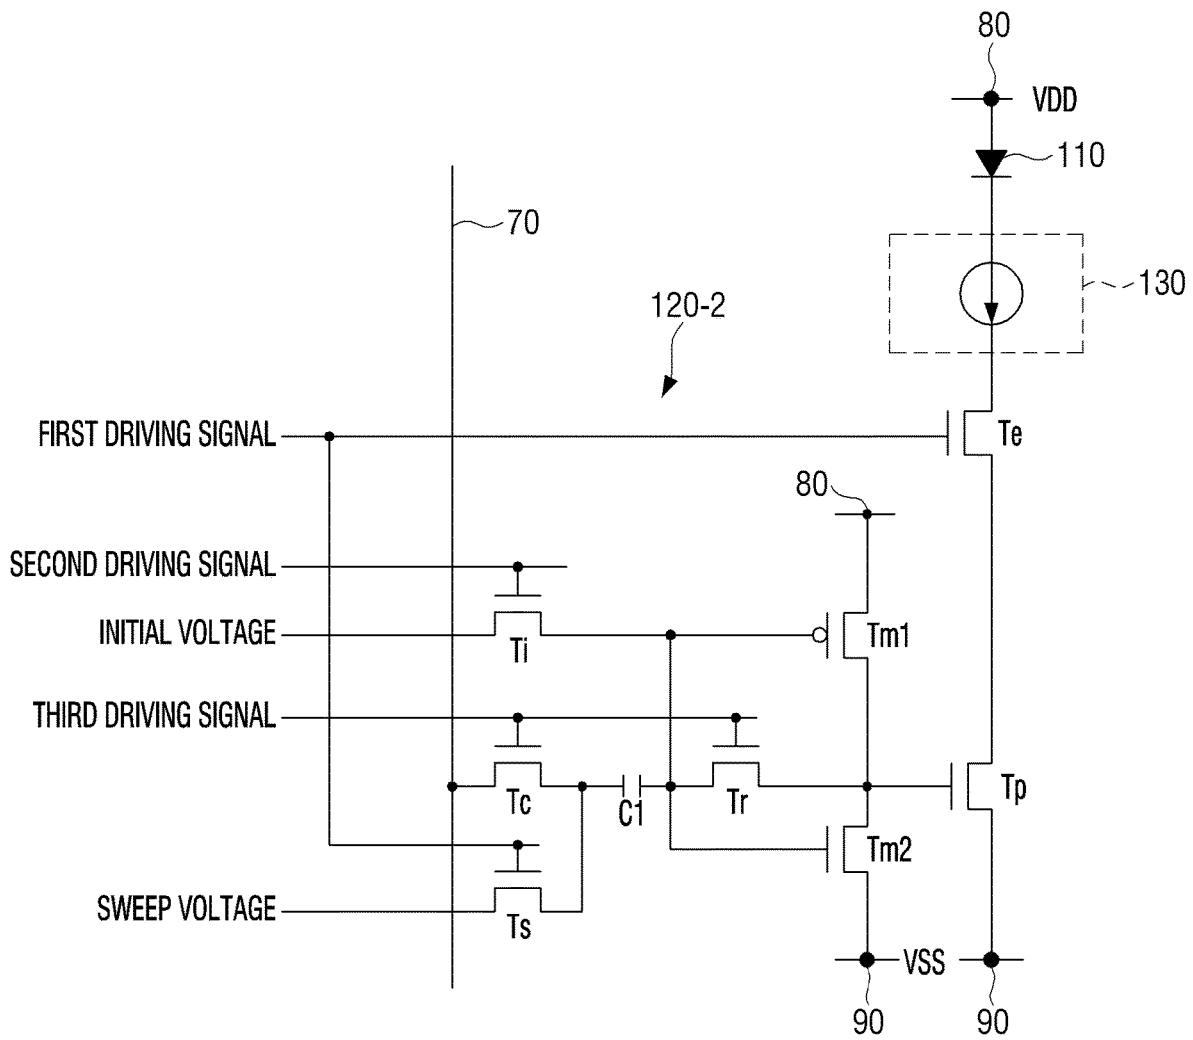 80
VDD
110
70
130
120-2
FIRST DRIVING SIGNAL
Te
80
SECOND DRIVING SIGNAL
INITIAL VOLTAGE
Ti
Tm1
THIRD DRIVING SIGNAL
Tc
C1
Tr
Tp
Tm2
SWEEP VOLTAGE
Ts
VSS
90
90